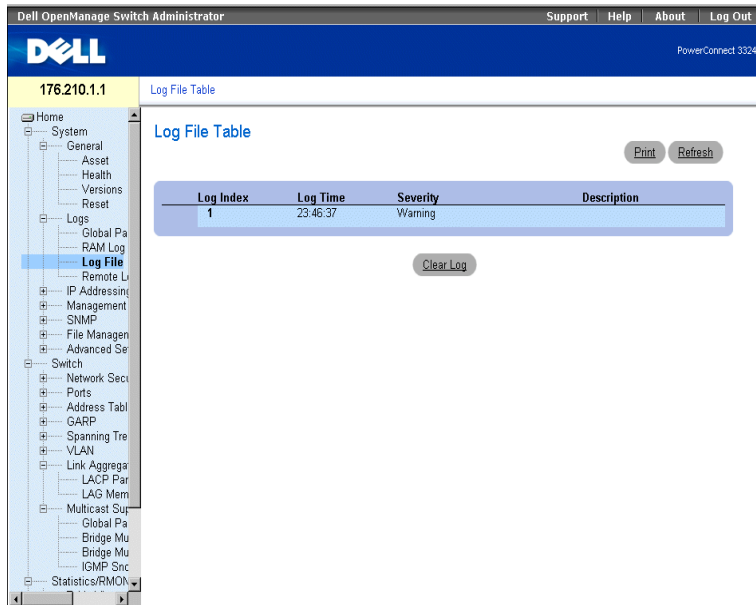 Dell OpenManage Switch Administrator
Support Help About Log Out
DELL
PowerConnect 3324
176.210.1.1
Log File Table
Home
System
General
Asset
Health
Versions
Reset
Logs
Global Pa
RAM Log
Log File
Remote L
IP Addressing
Management
SNMP
File Managen
Advanced Se
Switch
Network Secu
Ports
Address Tabl
GARP
Spanning Tre
VLAN
Link Aggrega
LACP Par
LAG Mem
Multicast Sup
Global Pa
Bridge Mu
Bridge Mu
IGMP Sno
Statistics/RMON
Log File Table
Print Refresh
Log Index Log Time Severity Description
1 23:46:37 Warning
Clear Log